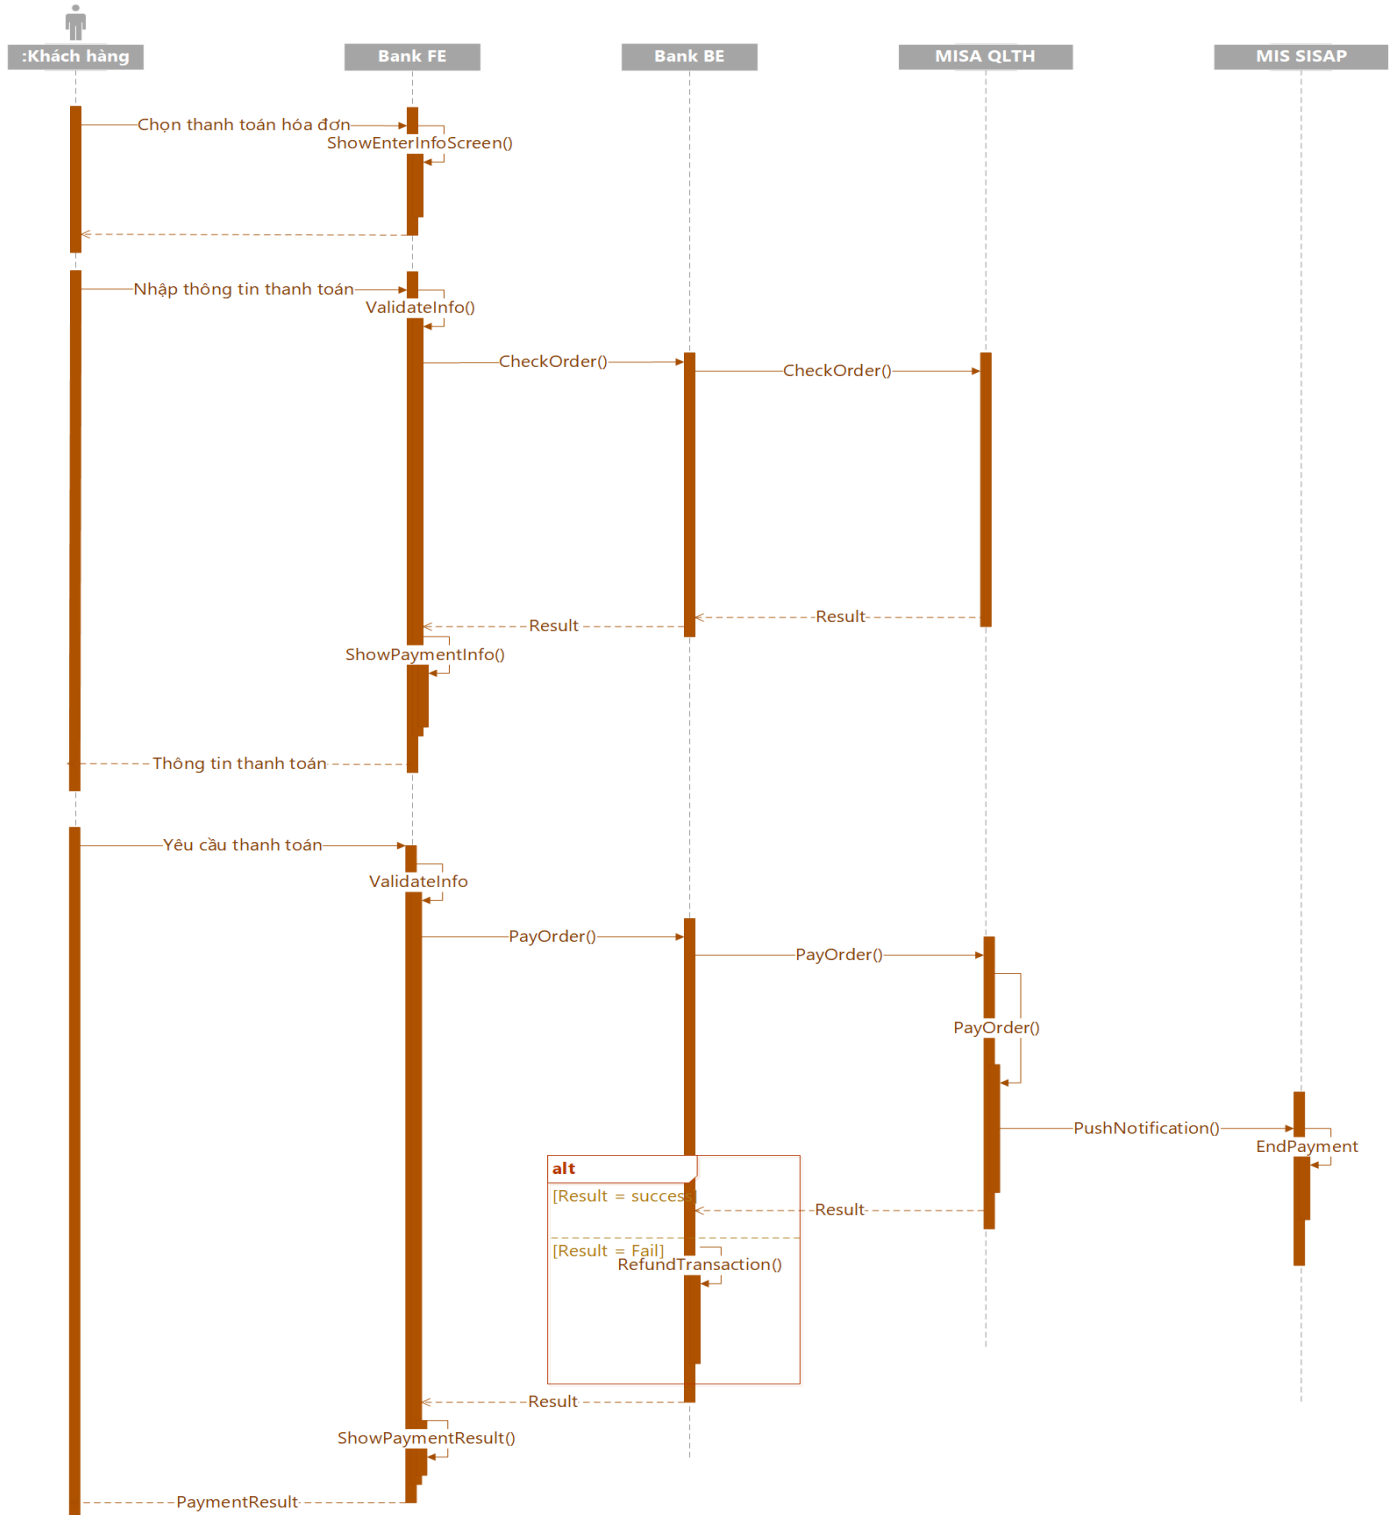 :Khách hàng
Bank FE
Bank BE
MISA QLTH
MIS SISAP
Chọn thanh toán hóa đơn
ShowEnterInfoScreen()
Nhập thông tin thanh toán
ValidateInfo()
CheckOrder()
CheckOrder()
Result
Result
ShowPaymentInfo()
Thông tin thanh toán
Yêu cầu thanh toán
ValidateInfo
PayOrder()
PayOrder()
PayOrder()
PushNotification()
EndPayment
alt
[Result = success]
Result
[Result = Fail]
RefundTransaction()
Result
ShowPaymentResult()
PaymentResult